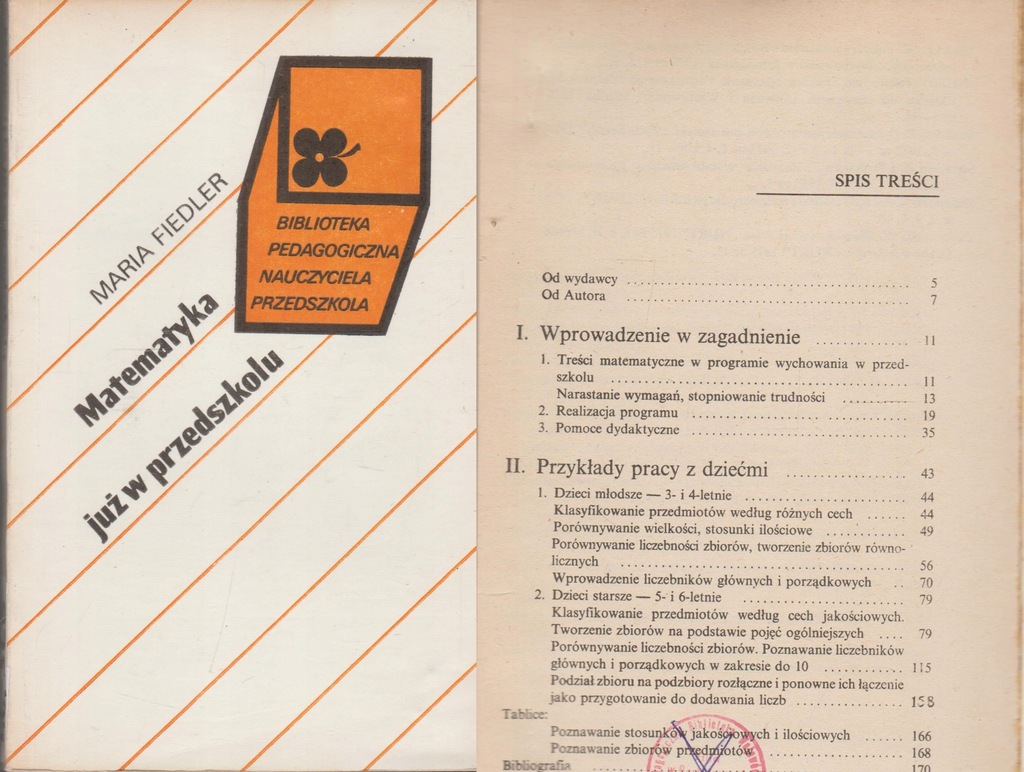 MARIA FIEDLER
Matematyka
już w przedszkolu
BIBLIOTEKA
PEDAGOGICZNA
NAUCZYCIELA
PRZEDSZKOLA
SPIS TREŚCI
Od wydawcy 5
Od Autora 7
I. Wprowadzenie w zagadnienie 11
1. Treści matematyczne w programie wychowania w przed-
szkolu 11
Narastanie wymagań, stopniowanie trudności 13
2. Realizacja programu 19
3. Pomoce dydaktyczne 35
II. Przykłady pracy z dziećmi 43
1. Dzieci młodsze — 3- i 4-letnie 44
Klasyfikowanie przedmiotów według różnych cech 44
Porównywanie wielkości, stosunki ilościowe 49
Porównywanie liczebności zbiorów, tworzenie zbiorów równo-
licznych 56
Wprowadzenie liczebników głównych i porządkowych 70
2. Dzieci starsze — 5- i 6-letnie 79
Klasyfikowanie przedmiotów według cech jakościowych.
Tworzenie zbiorów na podstawie pojęć ogólniejszych 79
Porównywanie liczebności zbiorów. Poznawanie liczebników
głównych i porządkowych w zakresie do 10 115
Podział zbioru na podzbiory rozłączne i ponowne ich łączenie
jako przygotowanie do dodawania liczb 158
Tablice:
Poznawanie stosunków jakościowych i ilościowych 166
Poznawanie zbiorów przedmiotów 168
Bibliografia 170